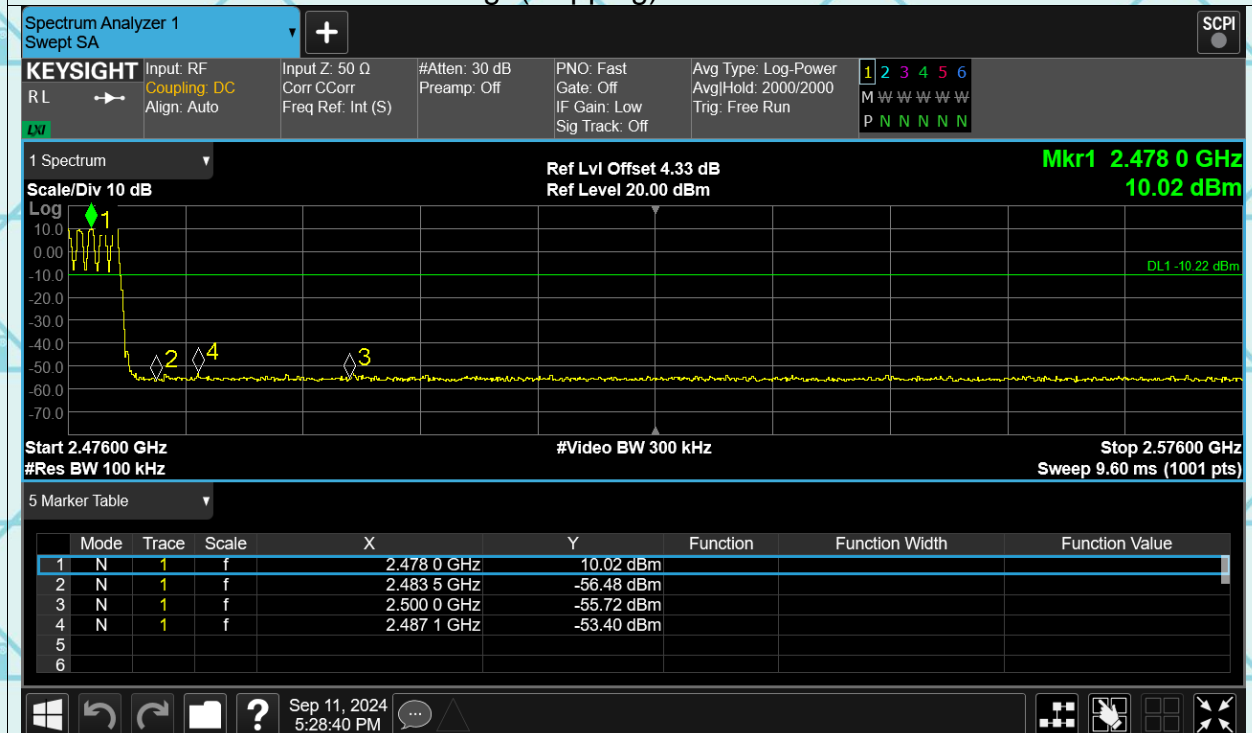 Spectrum Analyzer 1
Swept SA
+
SCPI
KEYSIGHT
RL
LXI
Input: RF
Coupling: DC
Align: Auto
Input Z: 50 Ω
Corr CCorr
Freq Ref: Int (S)
#Atten: 30 dB
Preamp: Off
PNO: Fast
Gate: Off
IF Gain: Low
Sig Track: Off
Avg Type: Log-Power
Avg|Hold: 2000/2000
Trig: Free Run
1 2 3 4 5 6
M W W W W W W
P N N N N N N
1 Spectrum
Scale/Div 10 dB
Ref Lvl Offset 4.33 dB
Ref Level 20.00 dBm
Mkr1 2.478 0 GHz
10.02 dBm
Log
1
10.0
0.00
-10.0
DL1 -10.22 dBm
-20.0
-30.0
-40.0
2 4 3
-50.0
-60.0
-70.0
Start 2.47600 GHz #Video BW 300 kHz Stop 2.57600 GHz
#Res BW 100 kHz Sweep 9.60 ms (1001 pts)
5 Marker Table
Mode Trace Scale X Y Function Function Width Function Value
1 N 1 f 2.478 0 GHz 10.02 dBm
2 N 1 f 2.483 5 GHz -56.48 dBm
3 N 1 f 2.500 0 GHz -55.72 dBm
4 N 1 f 2.487 1 GHz -53.40 dBm
5
6
?
Sep 11, 2024
5:28:40 PM